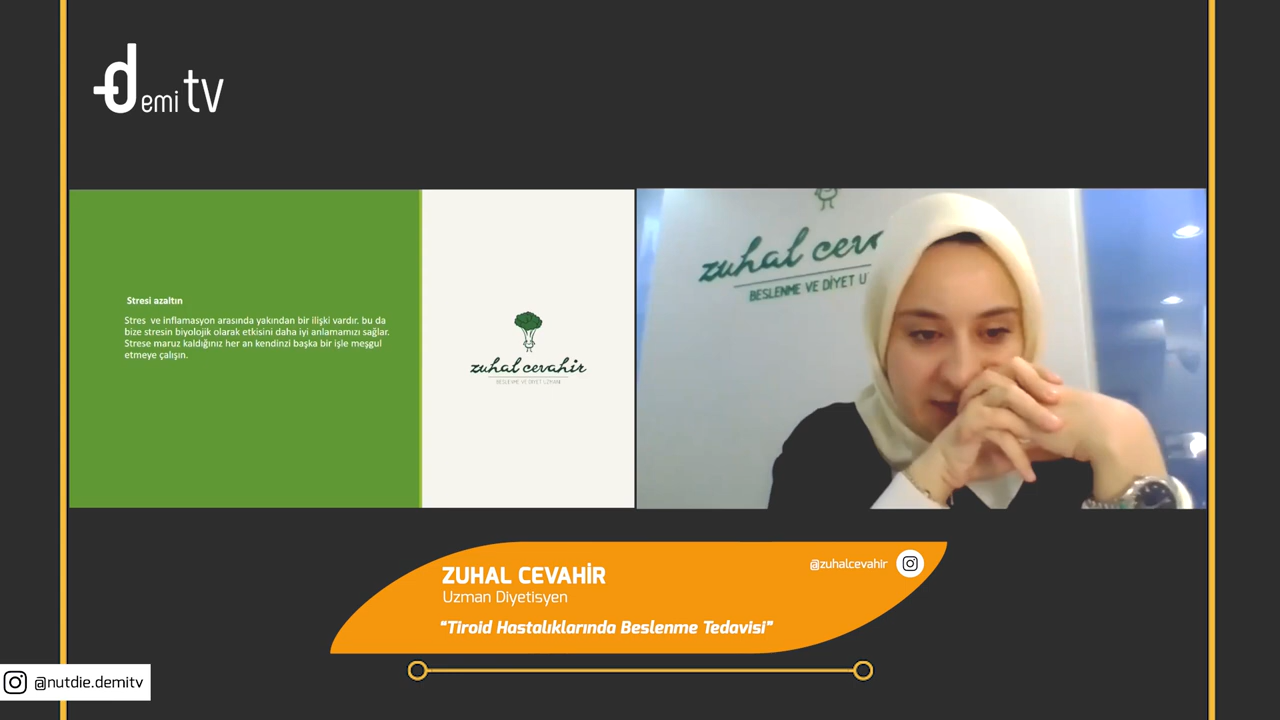 demi tv
Stresi azaltın
Stres ve inflamasyon arasında yakından bir ilişki vardır. bu da
bize stresin biyolojik olarak etkisini daha iyi anlamamızı sağlar.
Strese maruz kaldığınız her an kendinzi başka bir işle meşgul
etmeye çalışın.
zuhal cevahir
BESLENME VE DİYET UZMANI
zuhal ceva
BESLENME VE DİYET U
ZUHAL CEVAHİR
Uzman Diyetisyen
"Tiroid Hastalıklarında Beslenme Tedavisi"
@zuhalcevahir
@nutdie.demitv